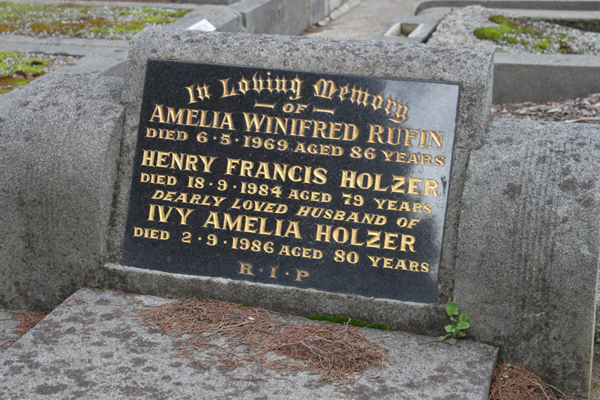 In Loving Memory
OF
AMELIA WINIFRED RUFIN
DIED 6·5·1969 AGED 86 YEARS
HENRY FRANCIS HOLZER
DIED 18·9·1984 AGED 79 YEARS
DEARLY LOVED HUSBAND OF
IVY AMELIA HOLZER
DIED 2·9·1986 AGED 80 YEARS
R·I·P